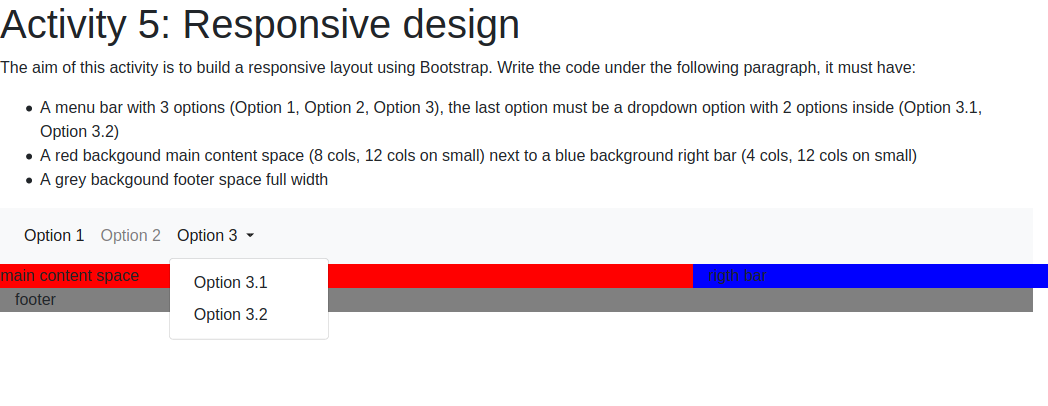 Activity 5: Responsive design
The aim of this activity is to build a responsive layout using Bootstrap. Write the code under the following paragraph, it must have:
A menu bar with 3 options (Option 1, Option 2, Option 3), the last option must be a dropdown option with 2 options inside (Option 3.1,
Option 3.2)
A red backgound main content space (8 cols, 12 cols on small) next to a blue background right bar (4 cols, 12 cols on small)
A grey backgound footer space full width
Option 1 Option 2 Option 3
main content space rigth bar
footer
Option 3.1
Option 3.2